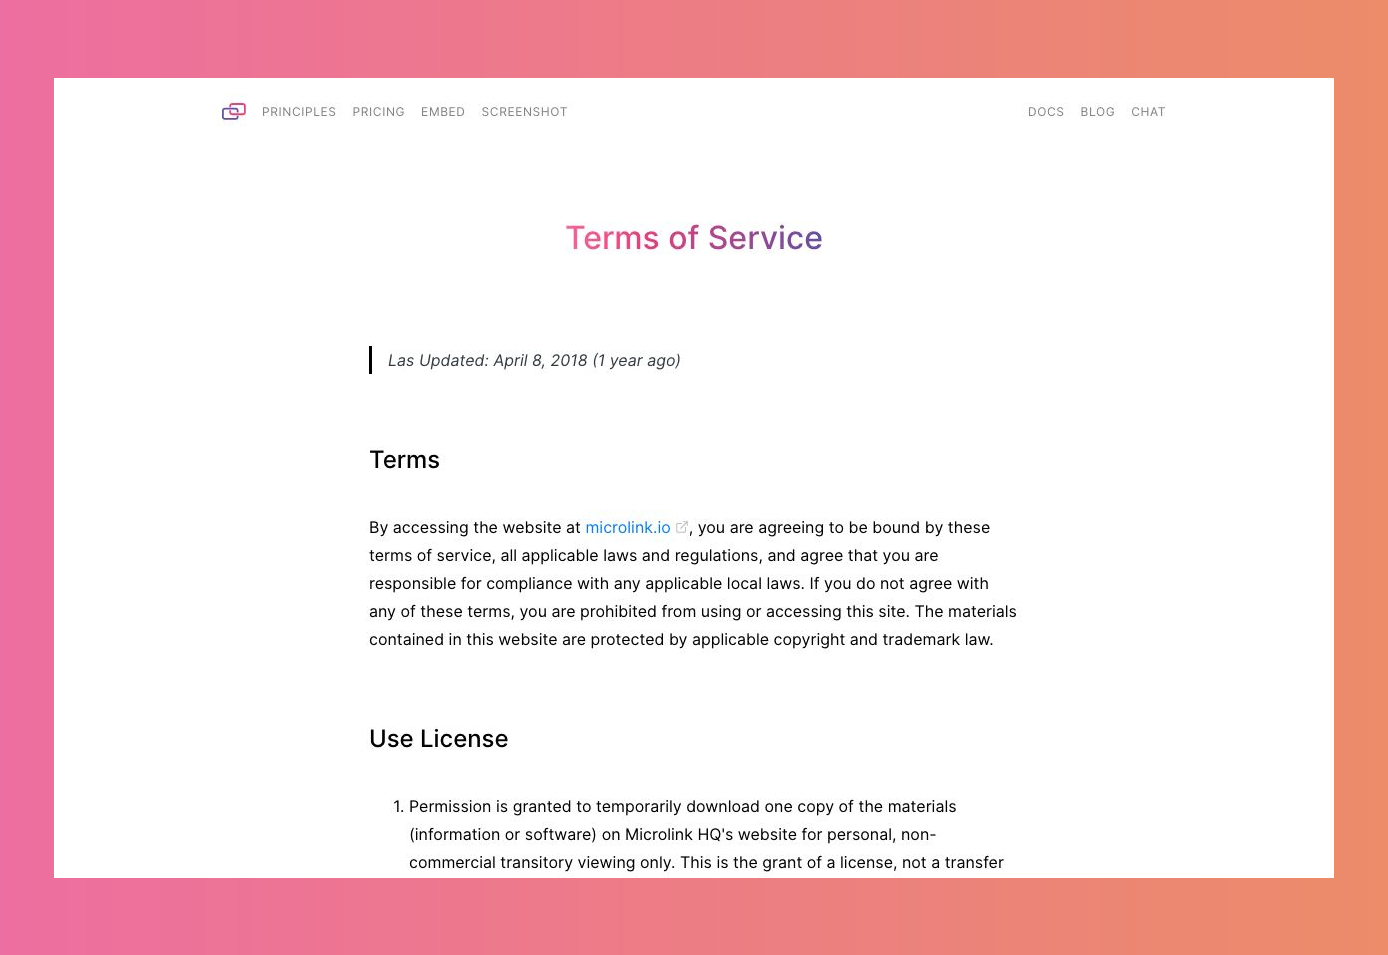 PRINCIPLES PRICING EMBED SCREENSHOT DOCS BLOG CHAT
Terms of Service
Las Updated: April 8, 2018 (1 year ago)
Terms
By accessing the website at microlink.io, you are agreeing to be bound by these
terms of service, all applicable laws and regulations, and agree that you are
responsible for compliance with any applicable local laws. If you do not agree with
any of these terms, you are prohibited from using or accessing this site. The materials
contained in this website are protected by applicable copyright and trademark law.
Use License
1. Permission is granted to temporarily download one copy of the materials
(information or software) on Microlink HQ's website for personal, non-
commercial transitory viewing only. This is the grant of a license, not a transfer